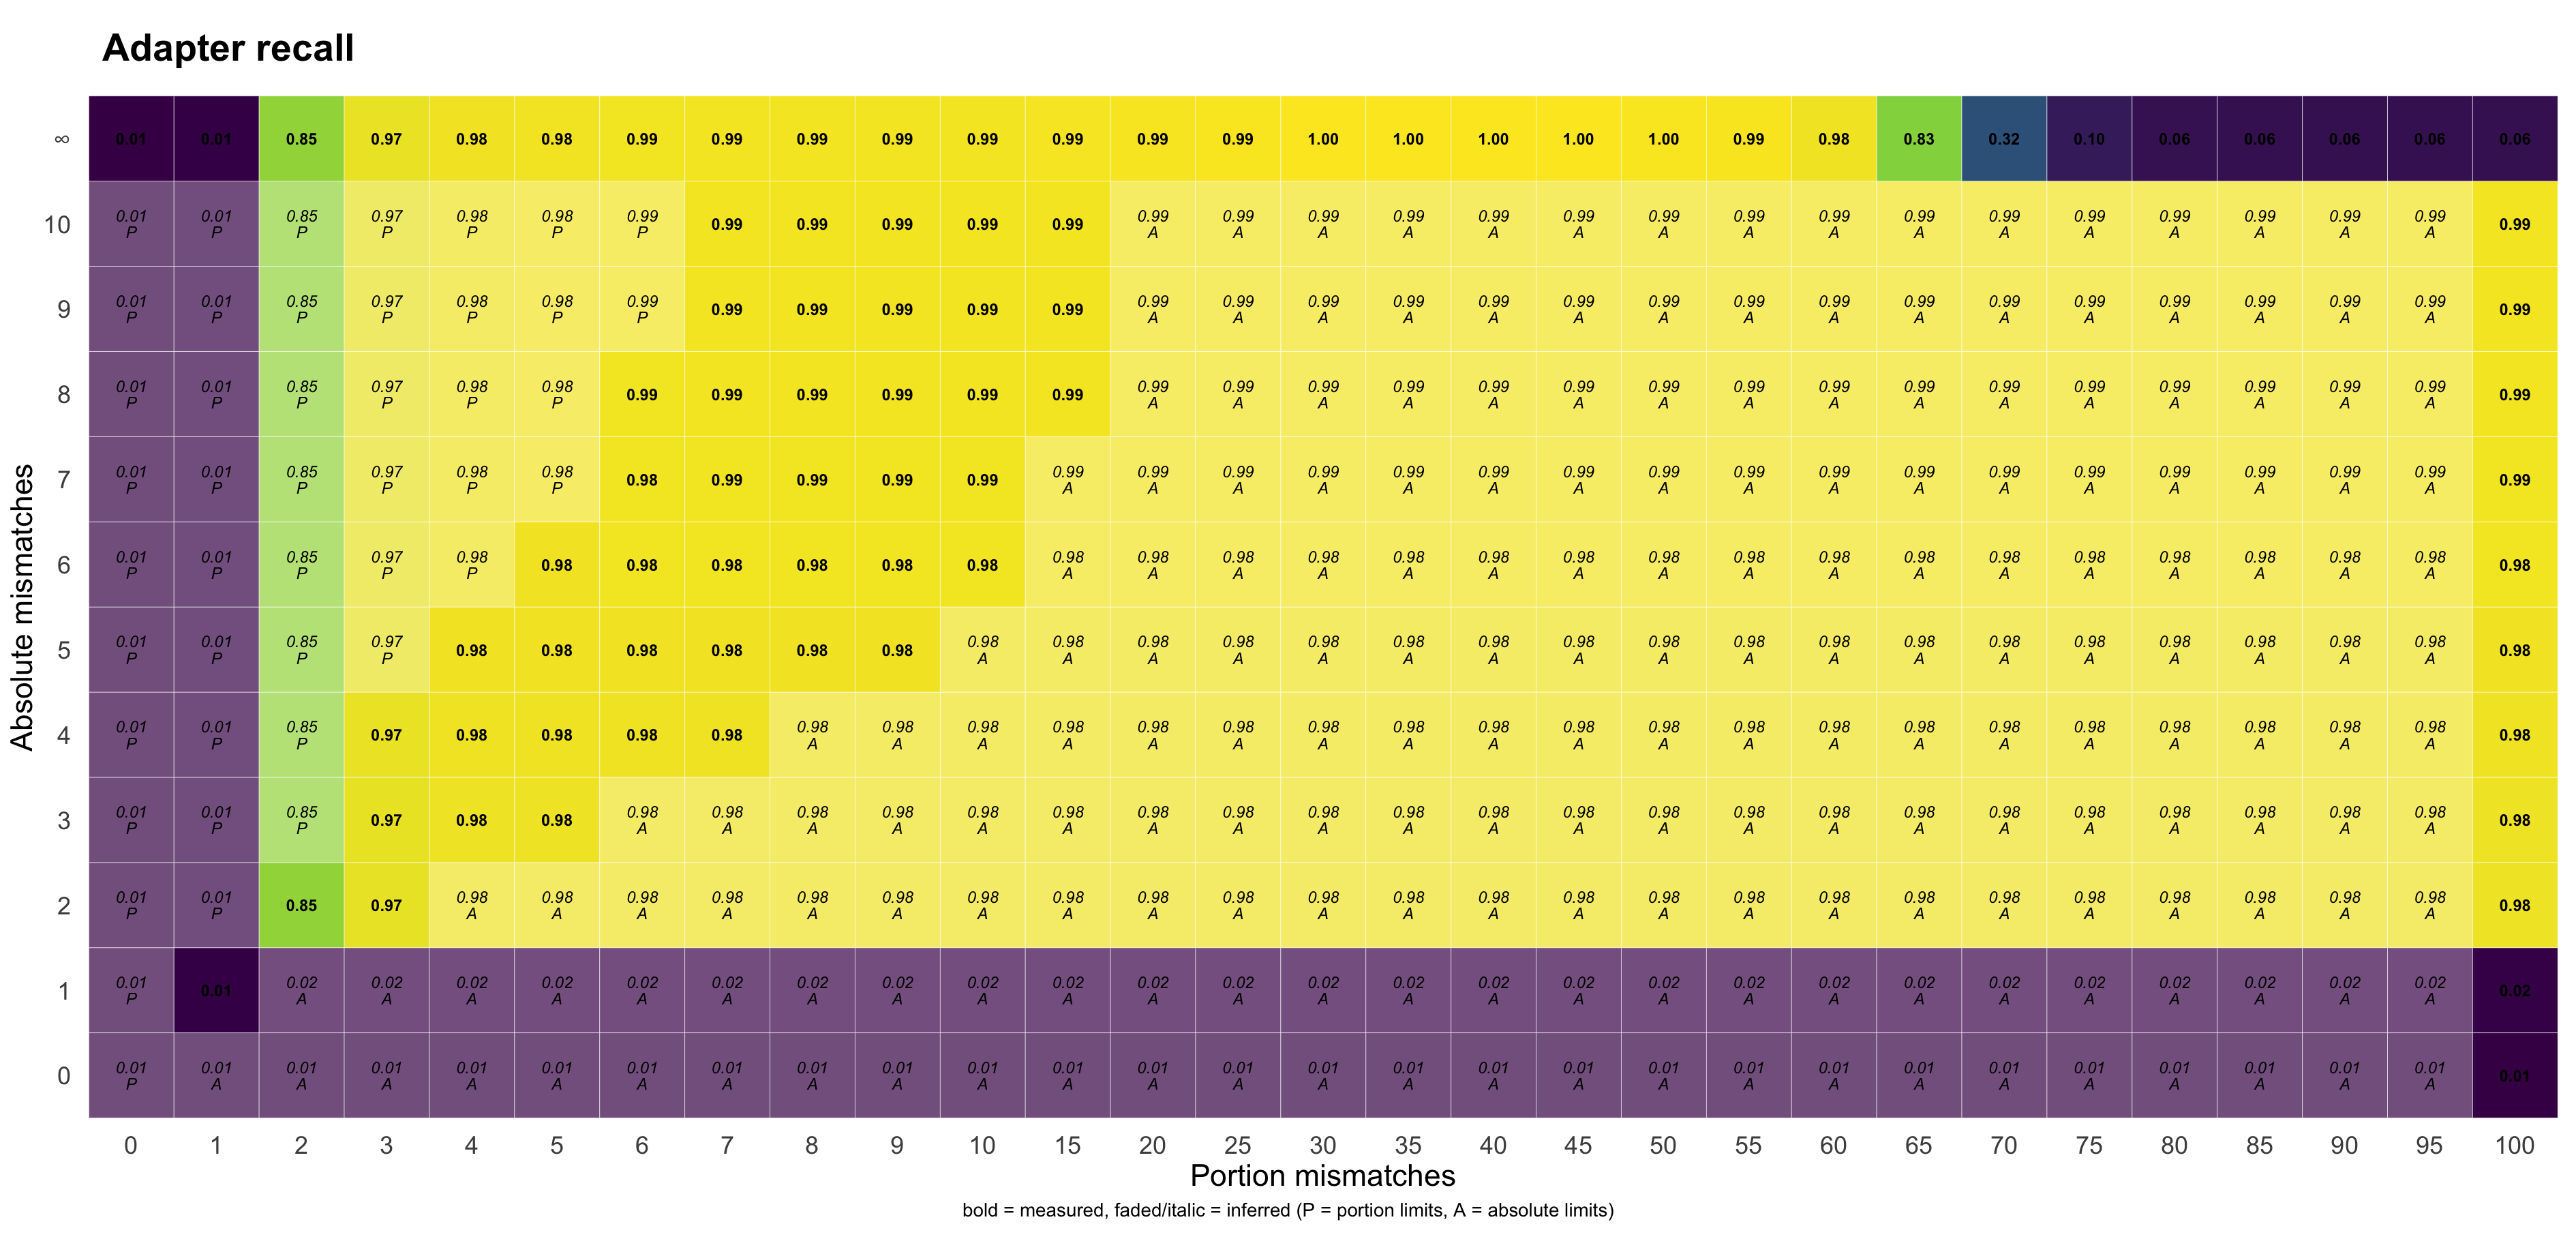 Adapter recall
∞ 0.01 0.01 0.85 0.97 0.98 0.98 0.99 0.99 0.99 0.99 0.99 0.99 0.99 0.99 1.00 1.00 1.00 1.00 1.00 0.99 0.98 0.83 0.32 0.10 0.06 0.06 0.06 0.06 0.06
10 0.01 0.01 0.85 0.97 0.98 0.98 0.99 0.99 0.99 0.99 0.99 0.99 0.99 0.99 0.99 0.99 0.99 0.99 0.99 0.99 0.99 0.99 0.99 0.99 0.99 0.99 0.99 0.99 0.99
P P P P P P P A A A A A A A A A A A A A A A A
9 0.01 0.01 0.85 0.97 0.98 0.98 0.99 0.99 0.99 0.99 0.99 0.99 0.99 0.99 0.99 0.99 0.99 0.99 0.99 0.99 0.99 0.99 0.99 0.99 0.99 0.99 0.99 0.99 0.99
P P P P P P P A A A A A A A A A A A A A A A A
8 0.01 0.01 0.85 0.97 0.98 0.98 0.99 0.99 0.99 0.99 0.99 0.99 0.99 0.99 0.99 0.99 0.99 0.99 0.99 0.99 0.99 0.99 0.99 0.99 0.99 0.99 0.99 0.99 0.99
P P P P P P A A A A A A A A A A A A A A A A
7 0.01 0.01 0.85 0.97 0.98 0.98 0.98 0.99 0.99 0.99 0.99 0.99 0.99 0.99 0.99 0.99 0.99 0.99 0.99 0.99 0.99 0.99 0.99 0.99 0.99 0.99 0.99 0.99 0.99
P P P P P P A A A A A A A A A A A A A A A A A
6 0.01 0.01 0.85 0.97 0.98 0.98 0.98 0.98 0.98 0.98 0.98 0.98 0.98 0.98 0.98 0.98 0.98 0.98 0.98 0.98 0.98 0.98 0.98 0.98 0.98 0.98 0.98 0.98 0.98
P P P P P A A A A A A A A A A A A A A A A A
5 0.01 0.01 0.85 0.97 0.98 0.98 0.98 0.98 0.98 0.98 0.98 0.98 0.98 0.98 0.98 0.98 0.98 0.98 0.98 0.98 0.98 0.98 0.98 0.98 0.98 0.98 0.98 0.98 0.98
P P P P A A A A A A A A A A A A A A A A A A
4 0.01 0.01 0.85 0.97 0.98 0.98 0.98 0.98 0.98 0.98 0.98 0.98 0.98 0.98 0.98 0.98 0.98 0.98 0.98 0.98 0.98 0.98 0.98 0.98 0.98 0.98 0.98 0.98 0.98
P P P A A A A A A A A A A A A A A A A A A A A
3 0.01 0.01 0.85 0.97 0.98 0.98 0.98 0.98 0.98 0.98 0.98 0.98 0.98 0.98 0.98 0.98 0.98 0.98 0.98 0.98 0.98 0.98 0.98 0.98 0.98 0.98 0.98 0.98 0.98
P P P A A A A A A A A A A A A A A A A A A A A A A
2 0.01 0.01 0.85 0.97 0.98 0.98 0.98 0.98 0.98 0.98 0.98 0.98 0.98 0.98 0.98 0.98 0.98 0.98 0.98 0.98 0.98 0.98 0.98 0.98 0.98 0.98 0.98 0.98 0.98
P P A A A A A A A A A A A A A A A A A A A A A A A A
1 0.01 0.01 0.02 0.02 0.02 0.02 0.02 0.02 0.02 0.02 0.02 0.02 0.02 0.02 0.02 0.02 0.02 0.02 0.02 0.02 0.02 0.02 0.02 0.02 0.02 0.02 0.02 0.02 0.02
P A A A A A A A A A A A A A A A A A A A A A A A A A A
0 0.01 0.01 0.01 0.01 0.01 0.01 0.01 0.01 0.01 0.01 0.01 0.01 0.01 0.01 0.01 0.01 0.01 0.01 0.01 0.01 0.01 0.01 0.01 0.01 0.01 0.01 0.01 0.01 0.01
P A A A A A A A A A A A A A A A A A A A A A A A A A A A
Absolute mismatches
0 1 2 3 4 5 6 7 8 9 10 15 20 25 30 35 40 45 50 55 60 65 70 75 80 85 90 95 100
Portion mismatches
bold = measured, faded/italic = inferred (P = portion limits, A = absolute limits)